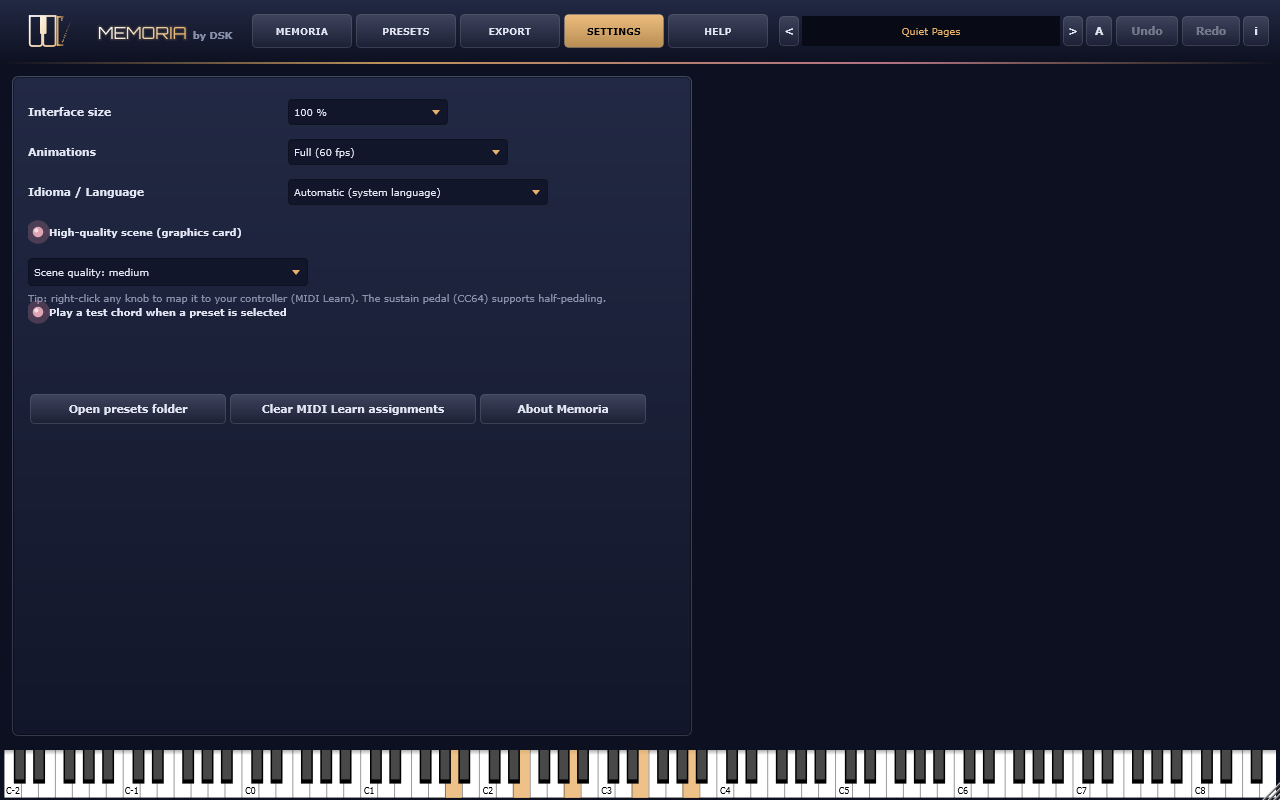 MEMORIA by DSK
MEMORIA
PRESETS
EXPORT
SETTINGS
HELP
<
Quiet Pages
>
A
Undo
Redo
i
Interface size
100 %
Animations
Full (60 fps)
Idioma / Language
Automatic (system language)
High-quality scene (graphics card)
Scene quality: medium
Tip: right-click any knob to map it to your controller (MIDI Learn). The sustain pedal (CC64) supports half-pedaling.
Play a test chord when a preset is selected
Open presets folder
Clear MIDI Learn assignments
About Memoria
C-2
C-1
C0
C1
C2
C3
C4
C5
C6
C7
C8